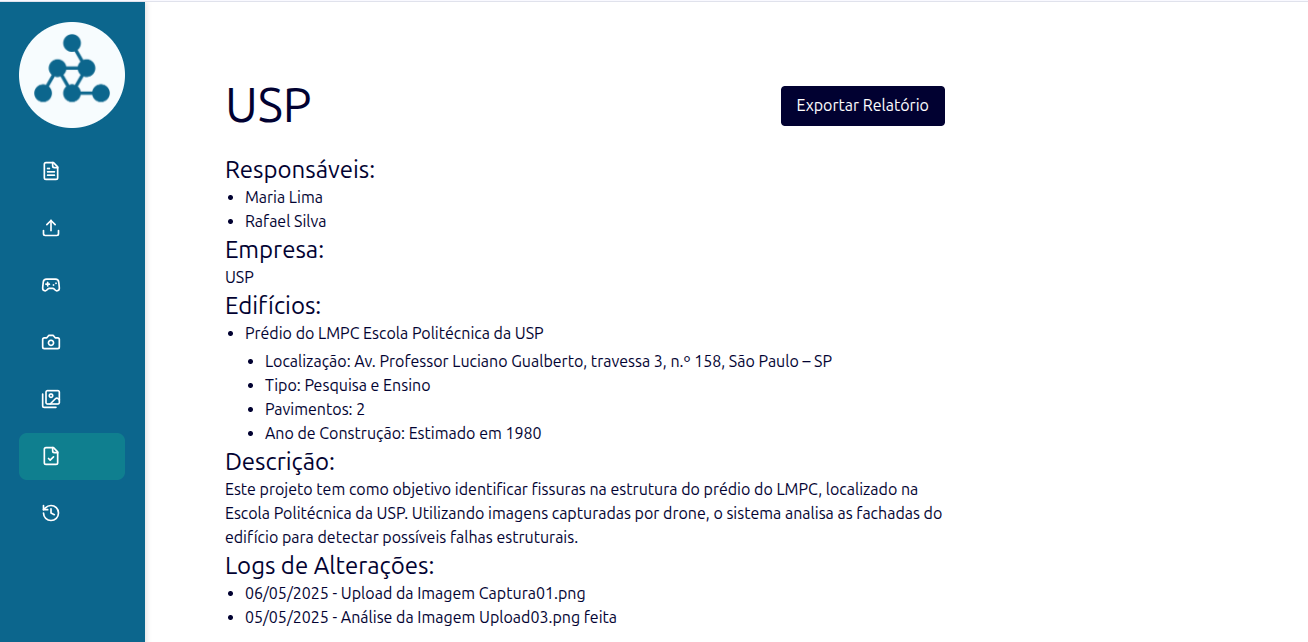 USP
Exportar Relatório
Responsáveis:
Maria Lima
Rafael Silva
Empresa:
USP
Edifícios:
Prédio do LMPC Escola Politécnica da USP
Localização: Av. Professor Luciano Gualberto, travessa 3, n.º 158, São Paulo – SP
Tipo: Pesquisa e Ensino
Pavimentos: 2
Ano de Construção: Estimado em 1980
Descrição:
Este projeto tem como objetivo identificar fissuras na estrutura do prédio do LMPC, localizado na
Escola Politécnica da USP. Utilizando imagens capturadas por drone, o sistema analisa as fachadas do
edifício para detectar possíveis falhas estruturais.
Logs de Alterações:
06/05/2025 - Upload da Imagem Captura01.png
05/05/2025 - Análise da Imagem Upload03.png feita